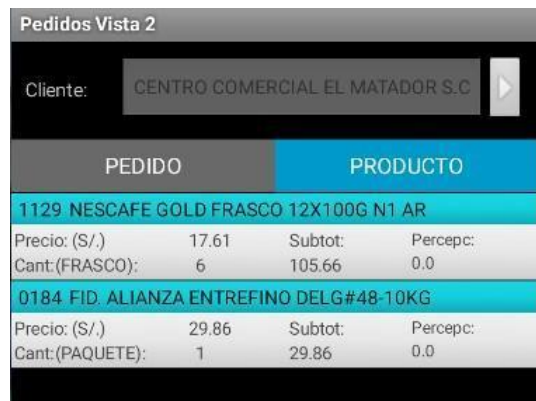 Pedidos Vista 2
Cliente: CENTRO COMERCIAL EL MATADOR S.C
PEDIDO PRODUCTO
1129 NESCAFE GOLD FRASCO 12X100G N1 AR
Precio: (S/.) 17.61 Subtot: Percepc:
Cant:(FRASCO): 6 105.66 0.0
0184 FID. ALIANZA ENTREFINO DELG#48-10KG
Precio: (S/.) 29.86 Subtot: Percepc:
Cant:(PAQUETE): 1 29.86 0.0